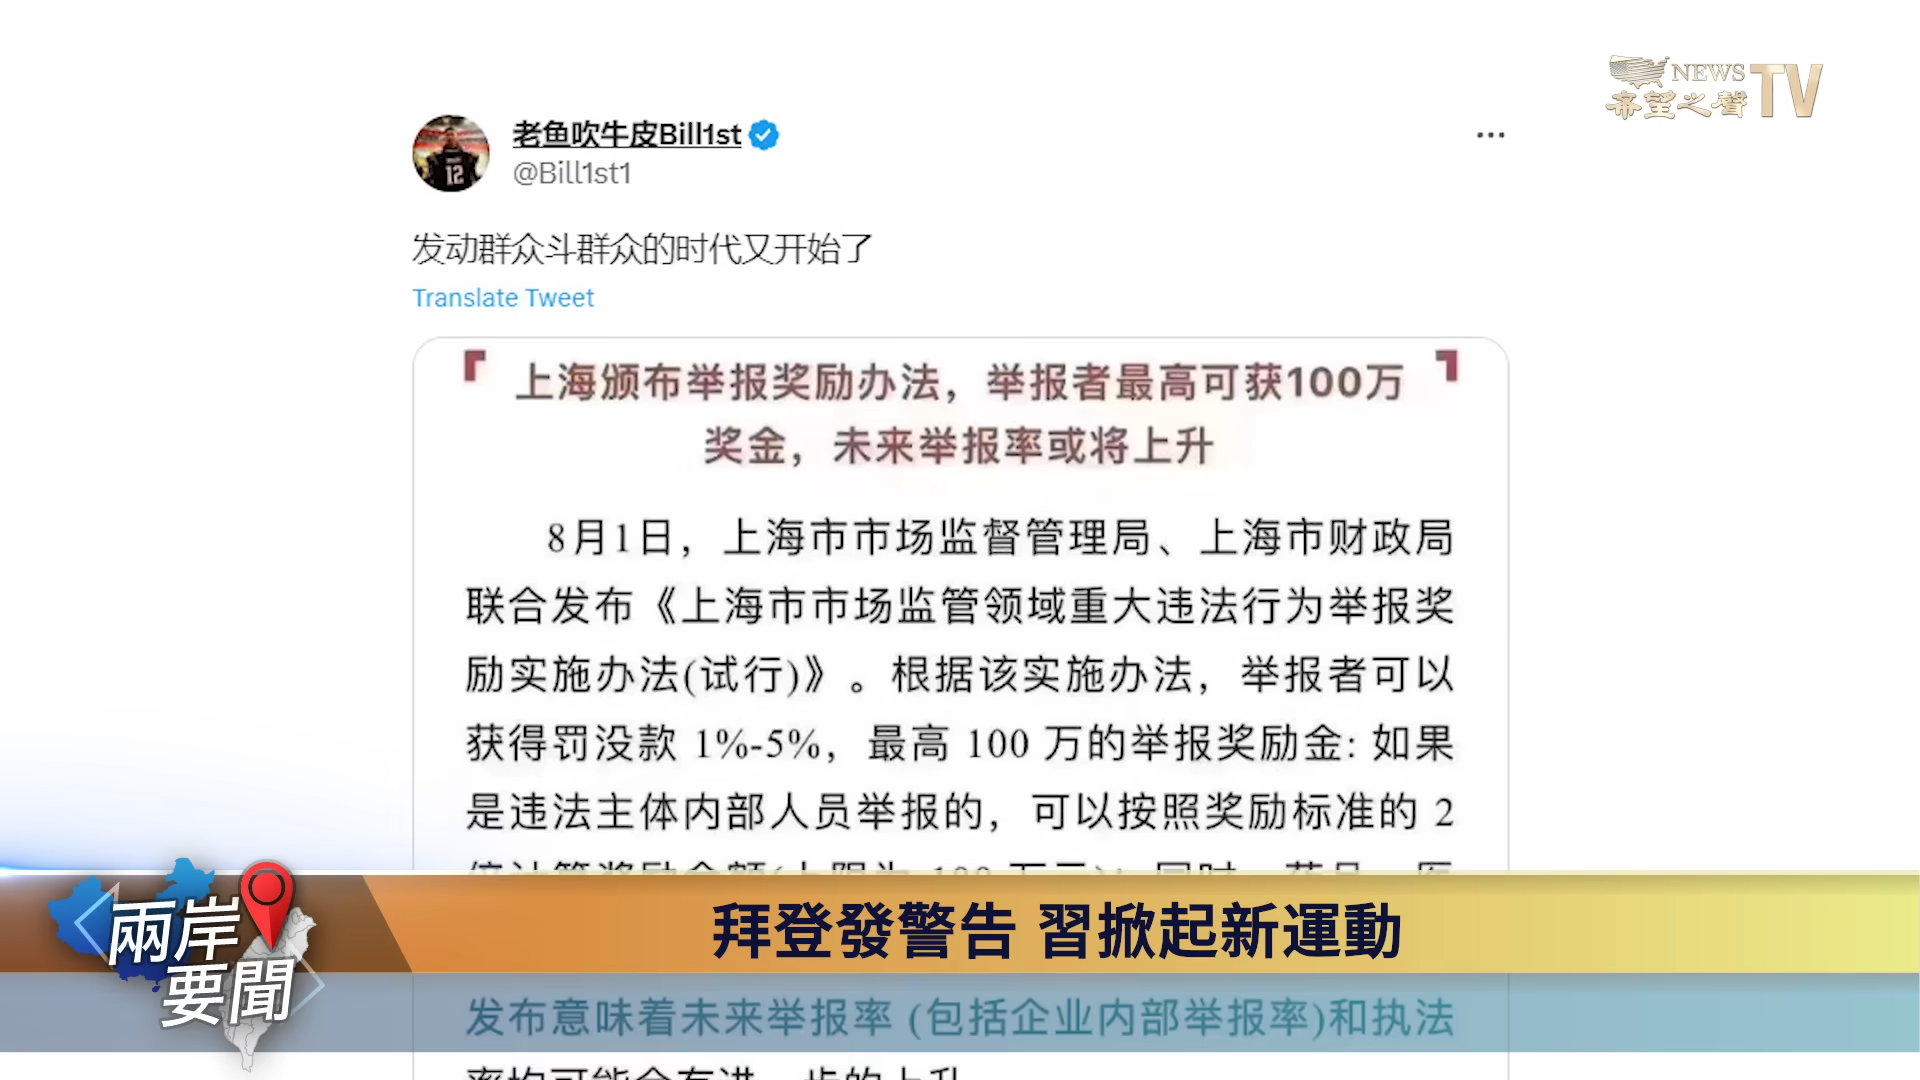 NEWS
希望之聲
TV
老鱼吹牛皮Bill1st
@Bill1st1
发动群众斗群众的时代又开始了
Translate Tweet
「上海颁布举报奖励办法，举报者最高可获100万」
奖金，未来举报率或将上升
8月1日，上海市市场监督管理局、上海市财政局
联合发布《上海市市场监管领域重大违法行为举报奖
励实施办法(试行)》。根据该实施办法，举报者可以
获得罚没款 1%-5%，最高 100 万的举报奖励金: 如果
是违法主体内部人员举报的，可以按照奖励标准的 2
拜登發警告 習掀起新運動
兩岸
要聞
发布意味着未来举报率 (包括企业内部举报率)和执法